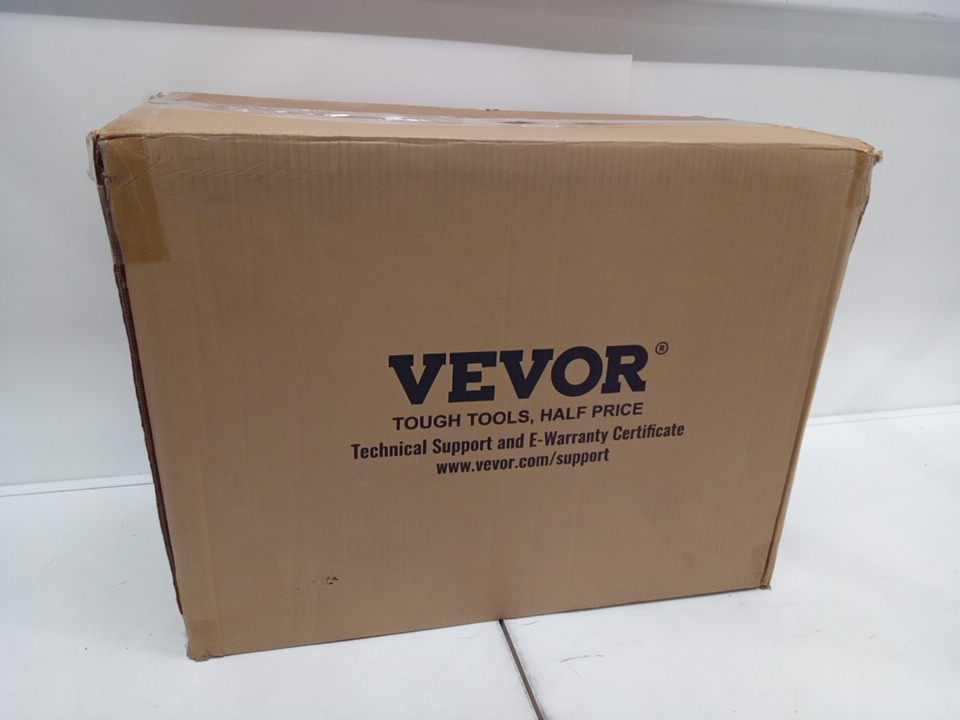 VEVOR®
TOUGH TOOLS, HALF PRICE
Technical Support and E-Warranty Certificate
www.vevor.com/support